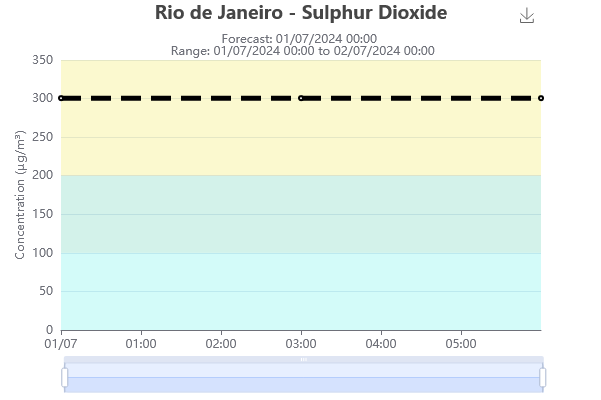 Rio de Janeiro - Sulphur Dioxide
Forecast: 01/07/2024 00:00
Range: 01/07/2024 00:00 to 02/07/2024 00:00
Concentration (µg/m³)
350
300
250
200
150
100
50
0
01/07 01:00 02:00 03:00 04:00 05:00